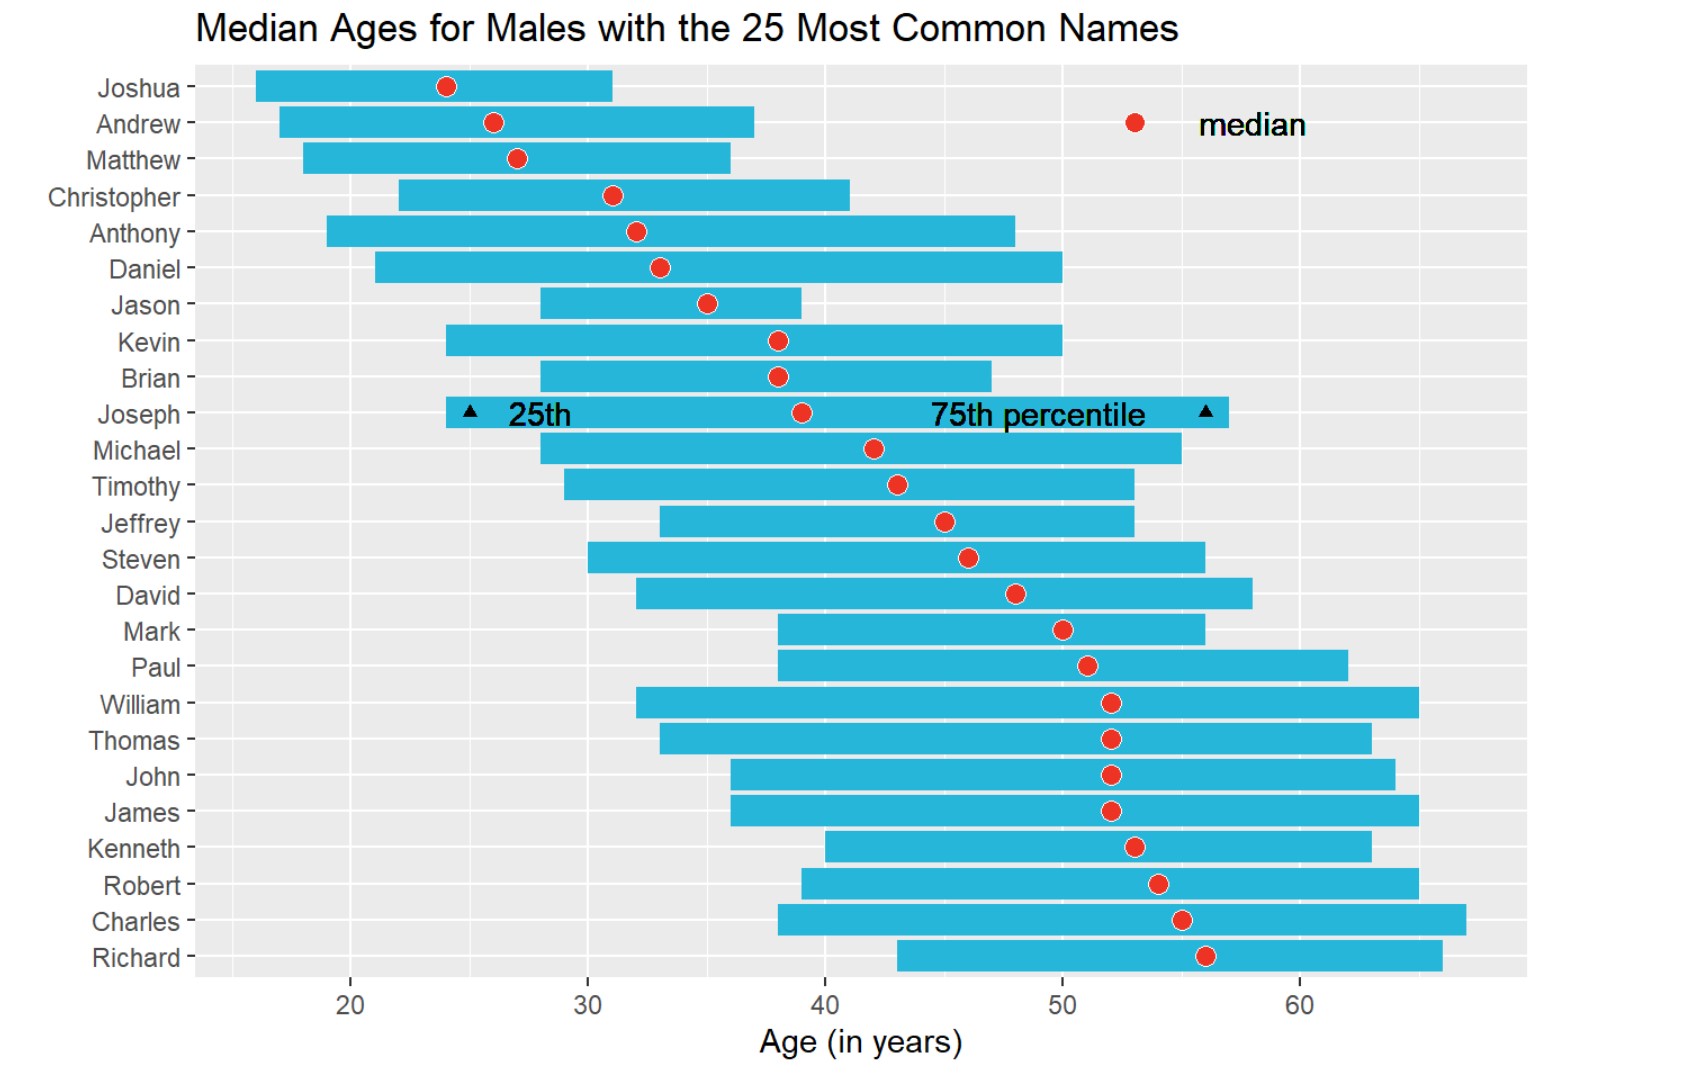 Median Ages for Males with the 25 Most Common Names
Joshua
Andrew
median
Matthew
Christopher
Anthony
Daniel
Jason
Kevin
Brian
Joseph
25th
75th percentile
Michael
Timothy
Jeffrey
Steven
David
Mark
Paul
William
Thomas
John
James
Kenneth
Robert
Charles
Richard
20 30 40 50 60
Age (in years)